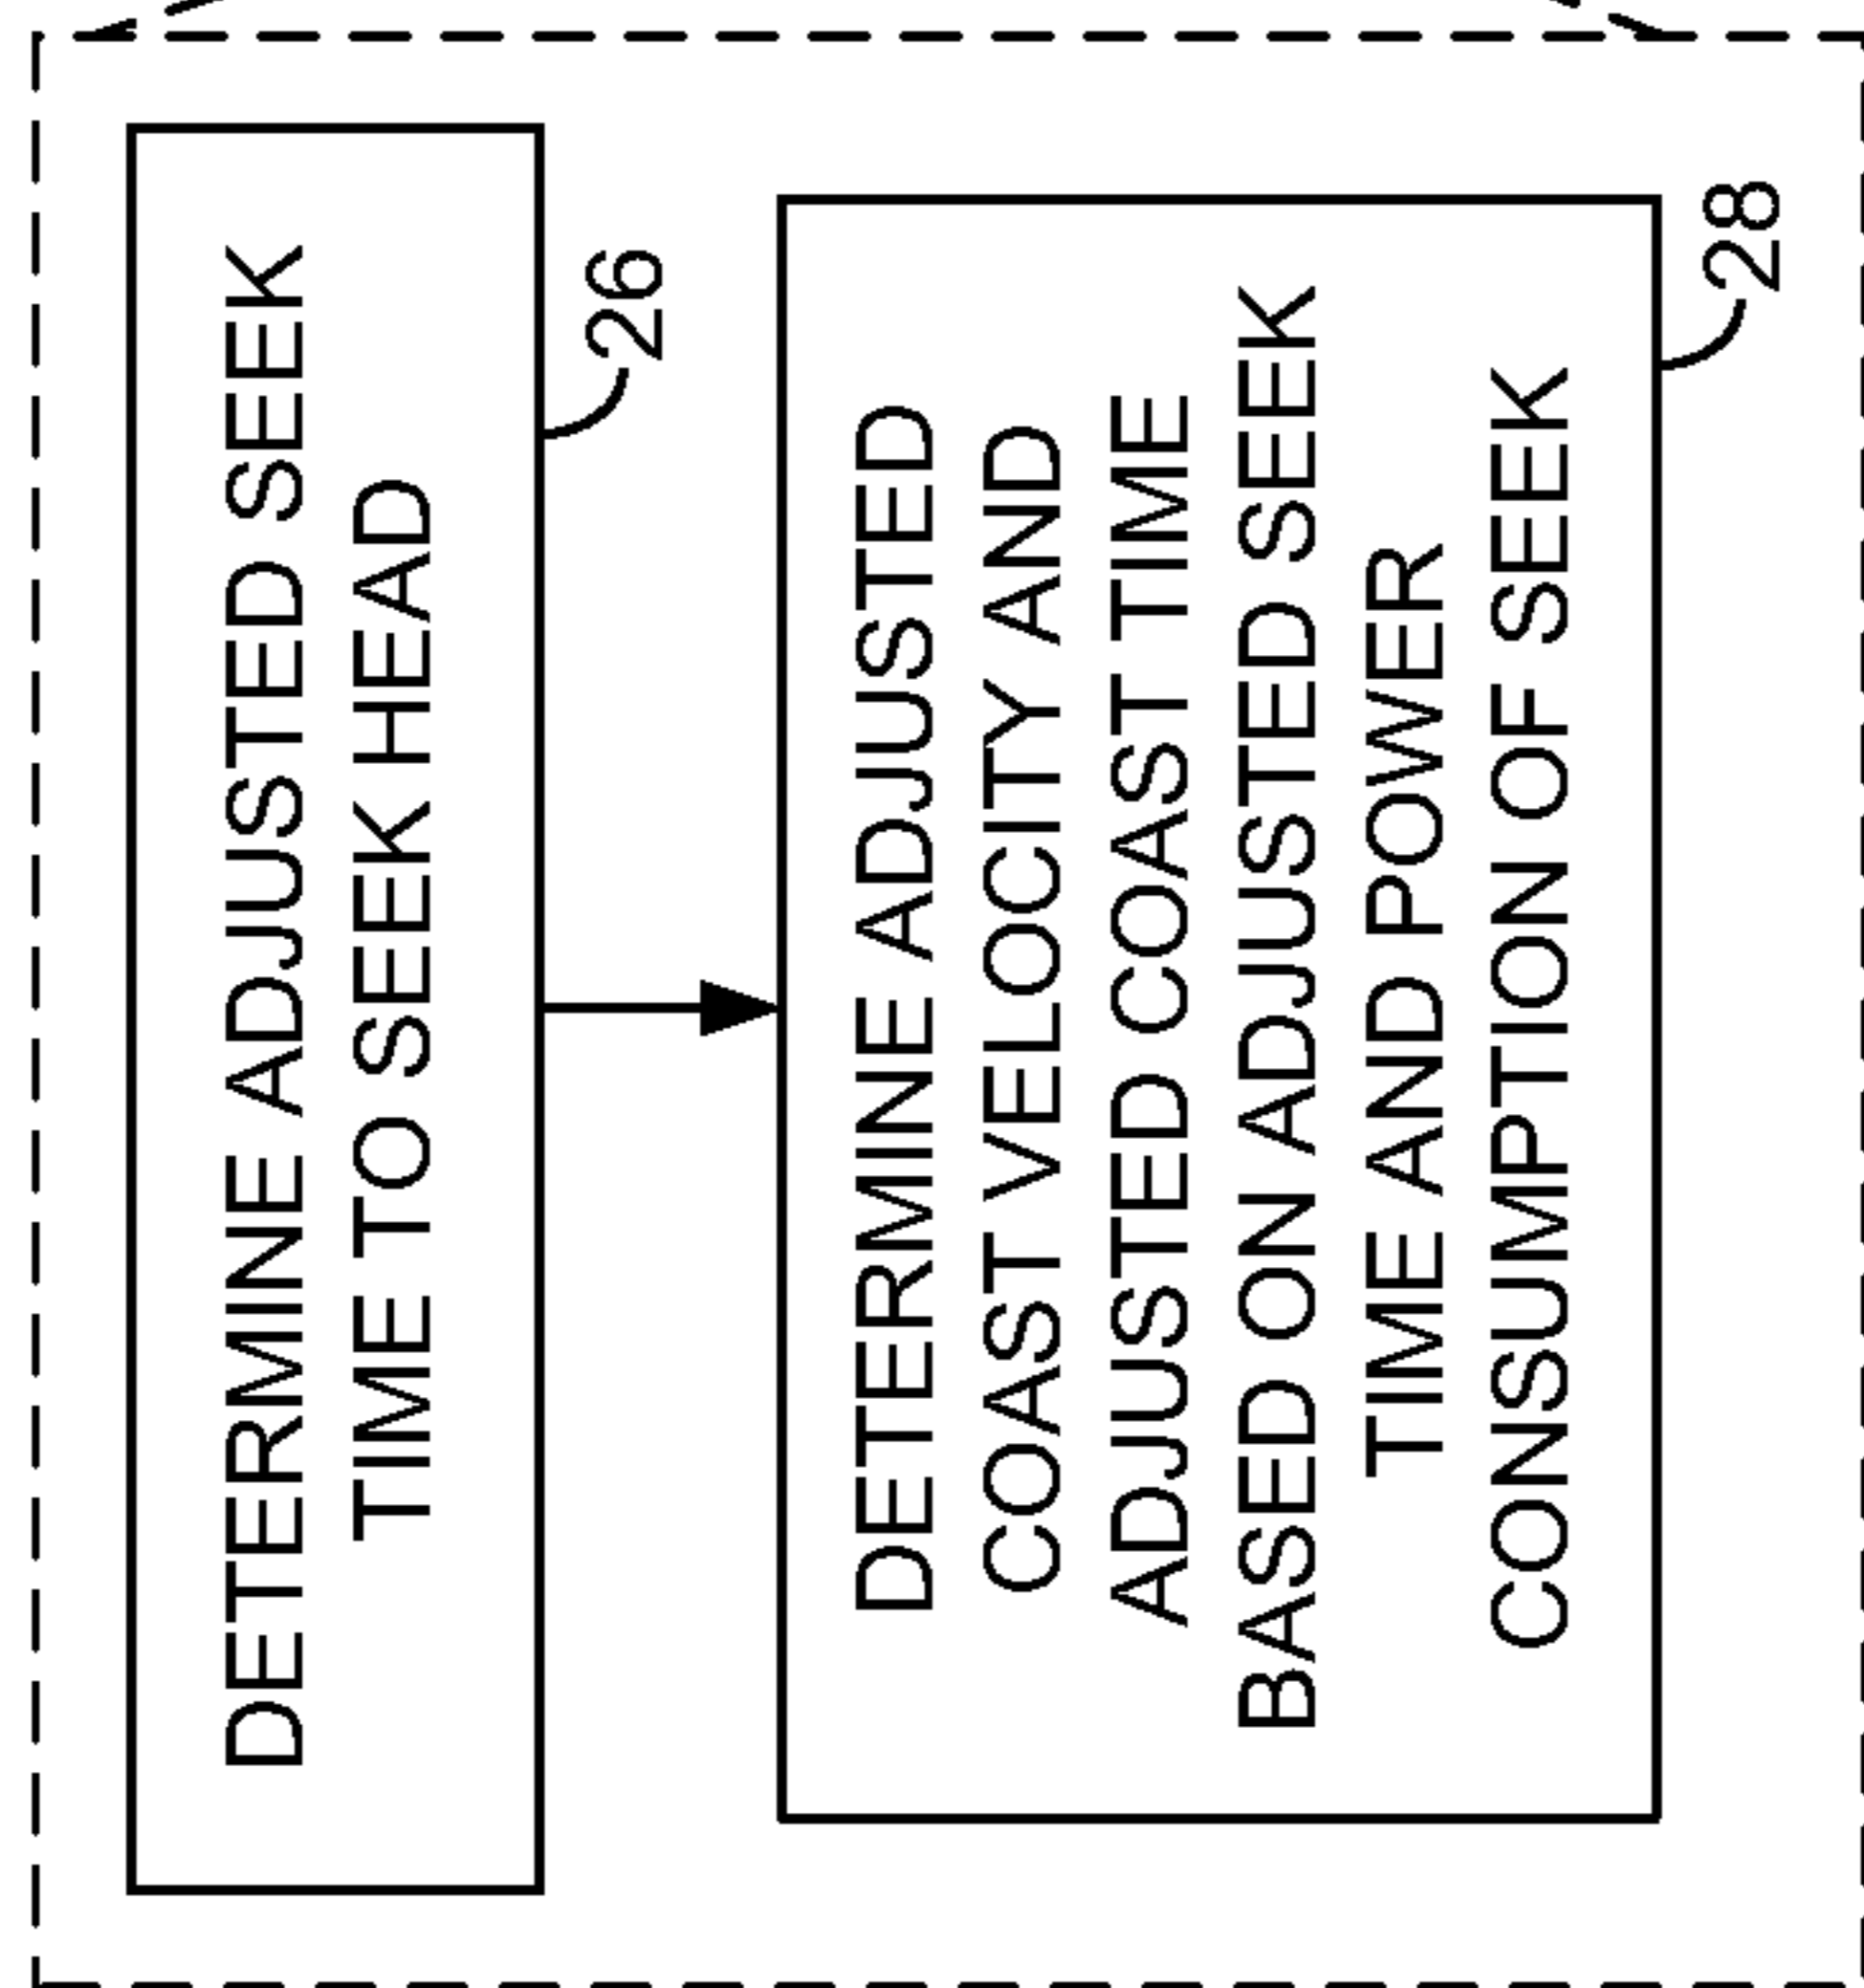 DETERMINE ADJUSTED SEEK
TIME TO SEEK HEAD
26
DETERMINE ADJUSTED
COAST VELOCITY AND
ADJUSTED COAST TIME
BASED ON ADJUSTED SEEK
TIME AND POWER
CONSUMPTION OF SEEK
28